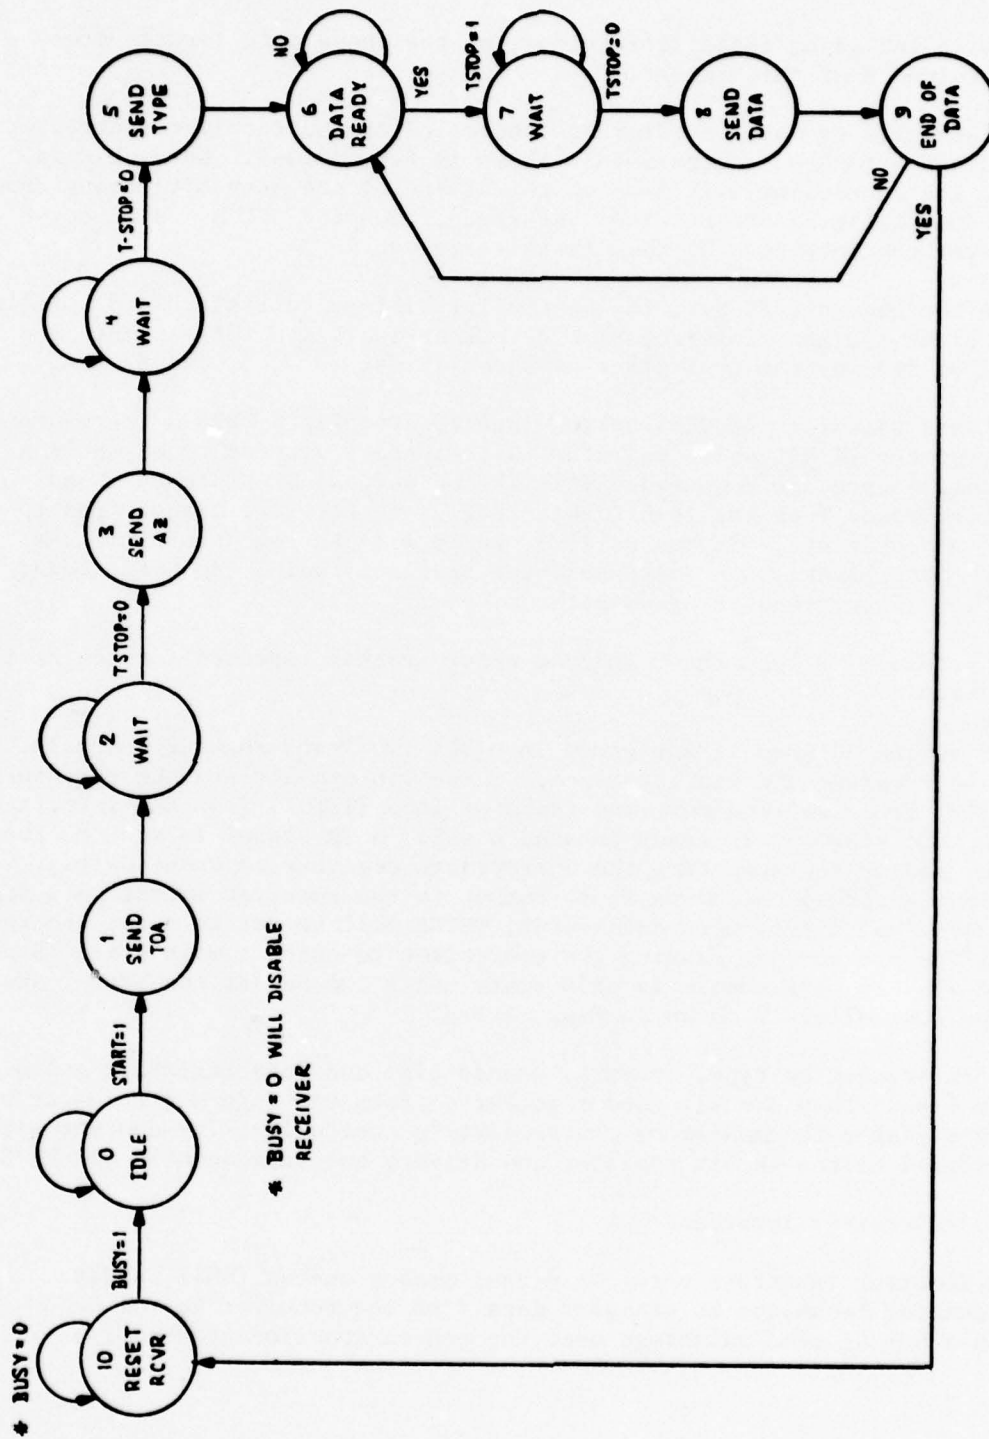 * BUSY=0
10
RESET
RCVR
BUSY=1
0
IDLE
START=1
1
SEND
TOA
2
WAIT
TSTOP=0
3
SEND
AZ
4
WAIT
T-STOP=0
5
SEND
TYPE
6
DATA
READY
NO
YES
7
WAIT
TSTOP=1
TSTOP=0
8
SEND
DATA
9
END OF
DATA
NO
YES
* BUSY = 0 WILL DISABLE
RECEIVER